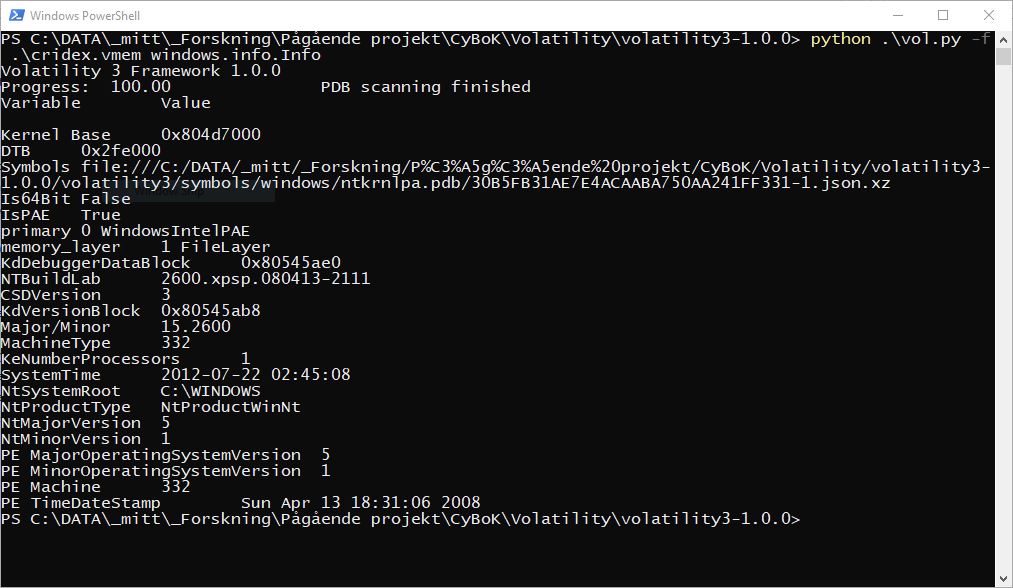 Windows PowerShell
PS C:\DATA\_mitt\_Forskning\Pågående projekt\CyBoK\Volatility\volatility3-1.0.0> python .\vol.py -f
.\cridex.vmem windows.info.Info
Volatility 3 Framework 1.0.0
Progress:  100.00               PDB scanning finished
Variable        Value
Kernel Base     0x804d7000
DTB     0x2fe000
Symbols file:///C:/DATA/_mitt/_Forskning/P%C3%A5g%C3%A5ende%20projekt/CyBoK/Volatility/volatility3-
1.0.0/volatility3/symbols/windows/ntkrnlpa.pdb/30B5FB31AE7E4ACAABA750AA241FF331-1.json.xz
Is64Bit False
IsPAE   True
primary 0 WindowsIntelPAE
memory_layer    1 FileLayer
KdDebuggerDataBlock     0x80545ae0
NTBuildLab      2600.xpsp.080413-2111
CSDVersion      3
KdVersionBlock  0x80545ab8
Major/Minor     15.2600
MachineType     332
KeNumberProcessors      1
SystemTime      2012-07-22 02:45:08
NtSystemRoot    C:\WINDOWS
NtProductType   NtProductWinNt
NtMajorVersion  5
NtMinorVersion  1
PE MajorOperatingSystemVersion  5
PE MinorOperatingSystemVersion  1
PE Machine      332
PE TimeDateStamp        Sun Apr 13 18:31:06 2008
PS C:\DATA\_mitt\_Forskning\Pågående projekt\CyBoK\Volatility\volatility3-1.0.0>